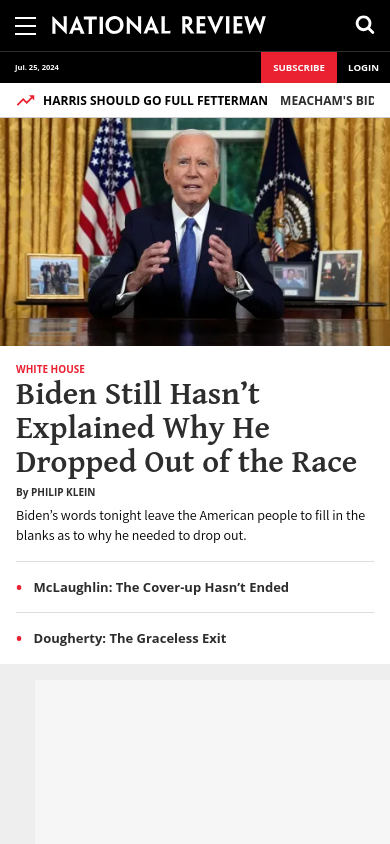 NATIONAL REVIEW
Jul. 25, 2024
SUBSCRIBE
LOGIN
HARRIS SHOULD GO FULL FETTERMAN MEACHAM'S BID
WHITE HOUSE
Biden Still Hasn’t
Explained Why He
Dropped Out of the Race
By PHILIP KLEIN
Biden’s words tonight leave the American people to fill in the
blanks as to why he needed to drop out.
McLaughlin: The Cover-up Hasn’t Ended
Dougherty: The Graceless Exit